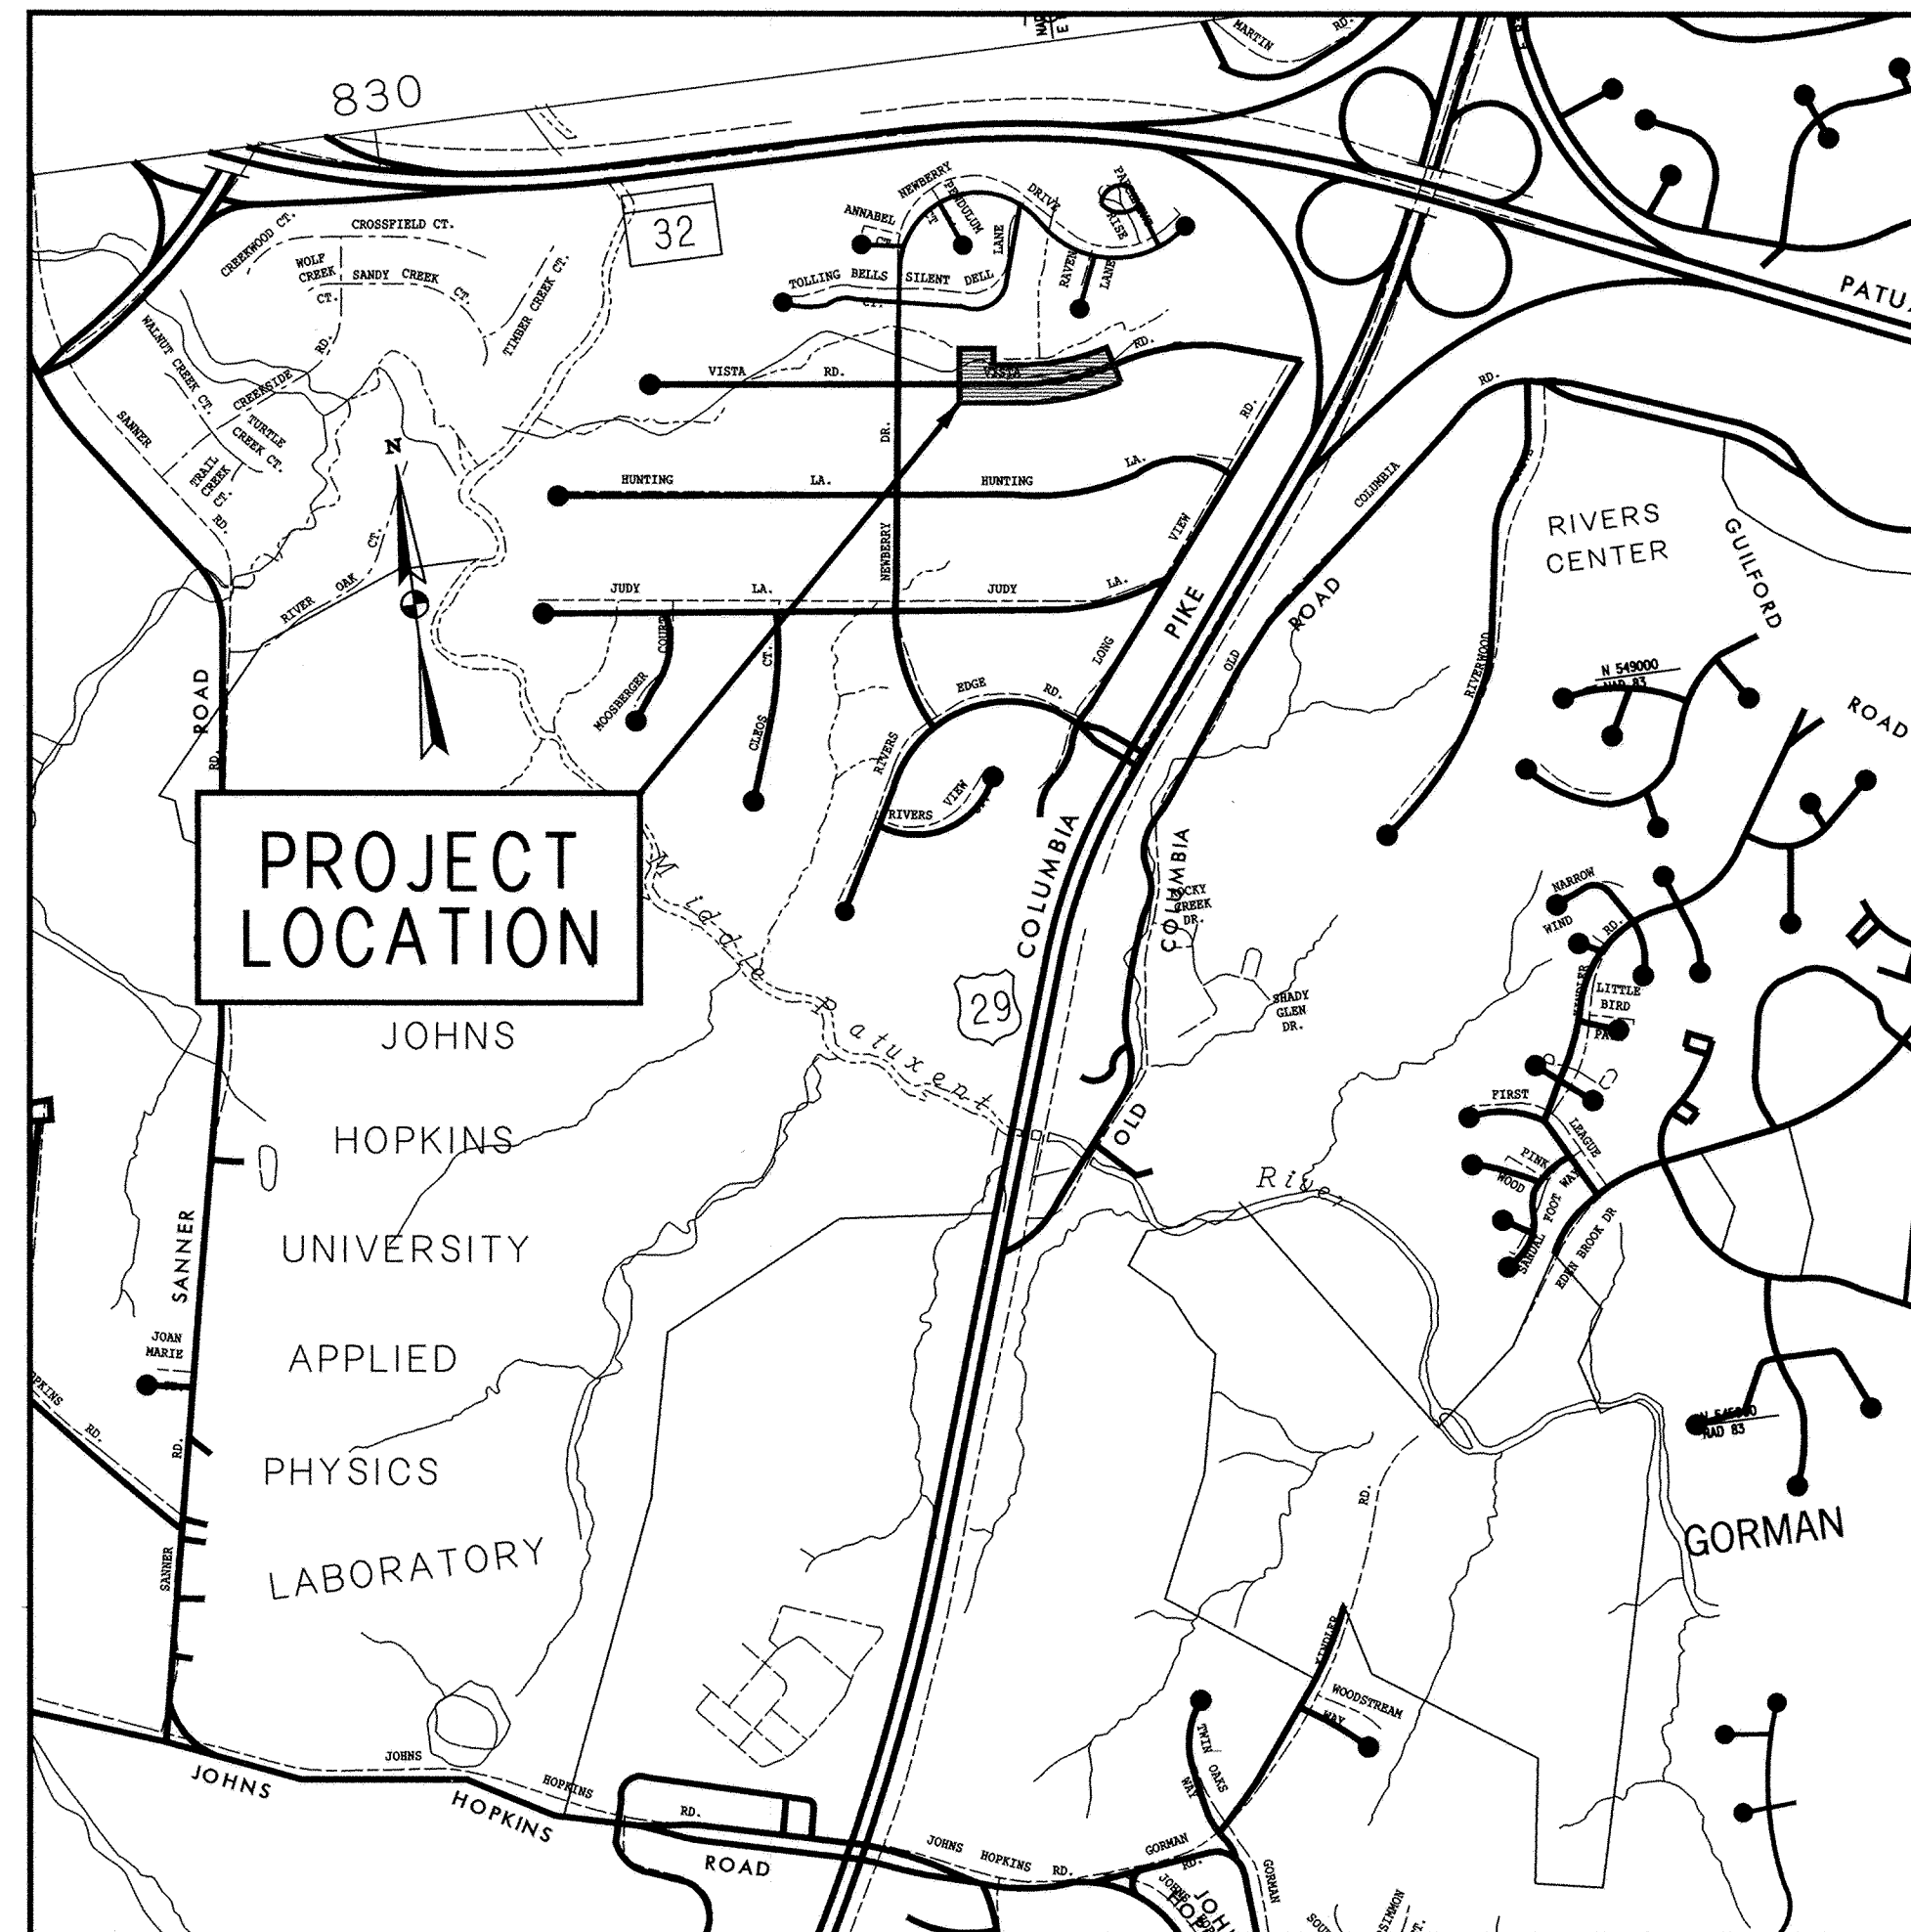 830
MARTIN
RD.
32
CREEKWOOD CT.
CROSSFIELD CT.
WOLF
CREEK
CT.
SANDY CREEK
CT.
TIMBER CREEK CT.
RD.
CREEKSIDE
WALNUT CREEK CT.
TURTLE
CREEK CT.
TRAIL
CREEK
CT.
SANNER
RD.
NEWBERRY
DRIVE
ANNABEL
CT.
PENDULUM
CT.
LANE
TOLLING BELLS
CT.
SILENT DELL
RISE
RAVEN
LANE
PATU
VISTA
RD.
VISTA
RD.
RD.
DR.
NEWBERRY
HUNTING
LA.
HUNTING
LA.
VIEW
LONG
JUDY
LA.
JUDY
LA.
N
RIVER OAK
CT.
MOOSBERGER
COURT
CLEOS
CT.
EDGE
RD.
RIVERS
RIVERS
VIEW
PIKE
COLUMBIA
RD.
COLUMBIA
ROAD
OLD
COLUMBIA
OLD
RIVERS
CENTER
RIVERWOOD
GUILFORD
ROAD
N 549000
NAD 83
ROAD
RD.
PROJECT
LOCATION
Middle Patuxent
River
29
ROCKY
CREEK
DR.
SHADY
GLEN
DR.
NARROW
WIND
RD.
KINDLER
LITTLE
BIRD
FIRST
LEAGUE
PINK
WOOD
SANDAL
FOOT
WAY
EDEN BROOK DR
JOHNS
HOPKINS
UNIVERSITY
APPLIED
PHYSICS
LABORATORY
SANNER
JOAN
MARIE
RD.
RD.
SANNER
N 545000
NAD 83
GORMAN
RD.
KINDLER
WOODSTREAM
WAY
TWIN
OAKS
WAY
JOHNS
HOPKINS
RD.
JOHNS
HOPKINS
ROAD
JOHNS
HOPKINS
RD.
GORMAN
RD.
GORMAN